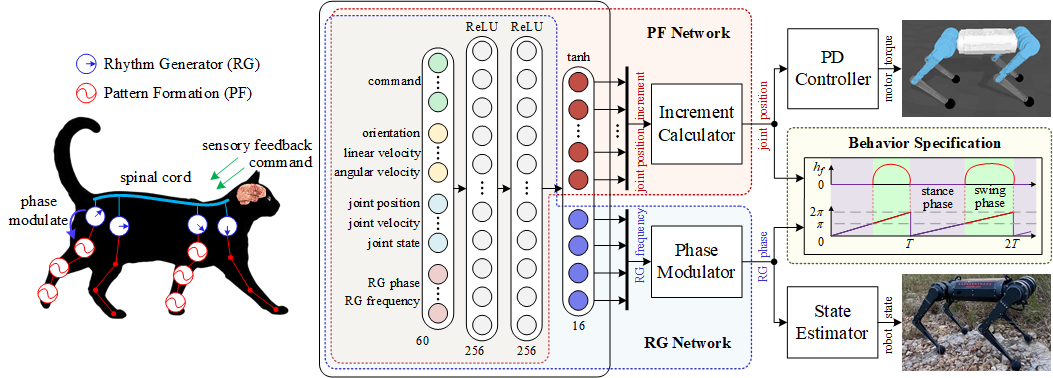 Rhythm Generator (RG)
Pattern Formation (PF)
sensory feedback
command
spinal cord
phase
modulate
ReLU
ReLU
tanh
command
orientation
linear velocity
angular velocity
joint position
joint velocity
joint state
RG phase
RG frequency
60
256
256
16
PF Network
joint position increment
Increment
Calculator
RG frequency
Phase
Modulator
RG Network
joint position
RG phase
PD
Controller
motor torque
Behavior Specification
h_f
0
stance
phase
swing
phase
2π
π
0
T
2T
State
Estimator
robot state